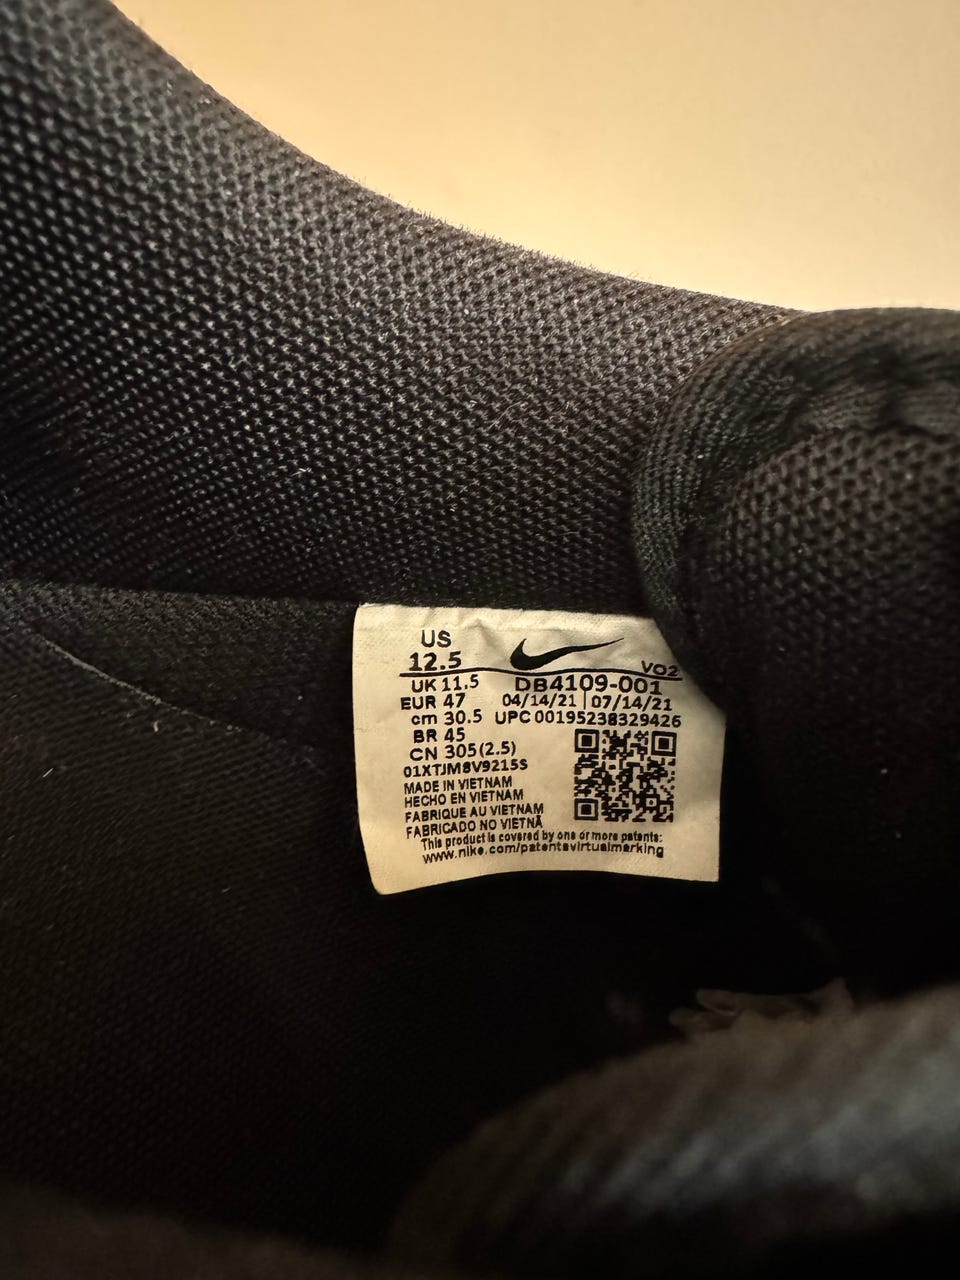 US
12.5
VO2
UK 11.5 DB4109-001
EUR 47 04/14/21 | 07/14/21
cm 30.5 UPC 00195238329426
BR 45
CN 305(2.5)
01XTJM8V9215S
MADE IN VIETNAM
HECHO EN VIETNAM
FABRIQUE AU VIETNAM
FABRICADO NO VIETNÃ
This product is covered by one or more patents:
www.nike.com/patentsvirtualmarking